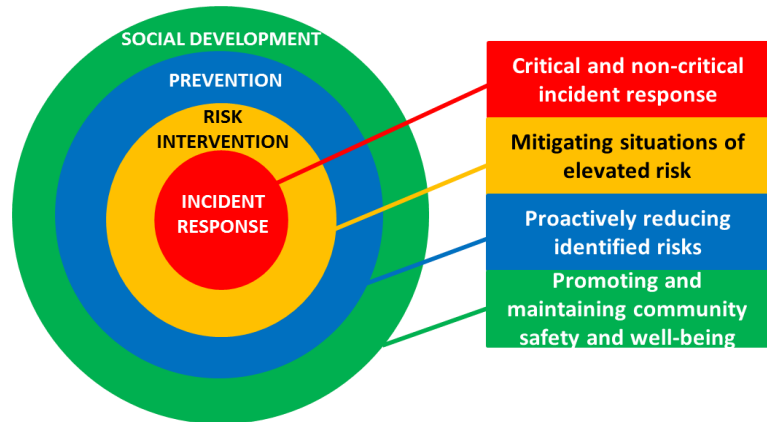 SOCIAL DEVELOPMENT
PREVENTION
RISK
INTERVENTION
INCIDENT
RESPONSE
Critical and non-critical
incident response
Mitigating situations of
elevated risk
Proactively reducing
identified risks
Promoting and
maintaining community
safety and well-being